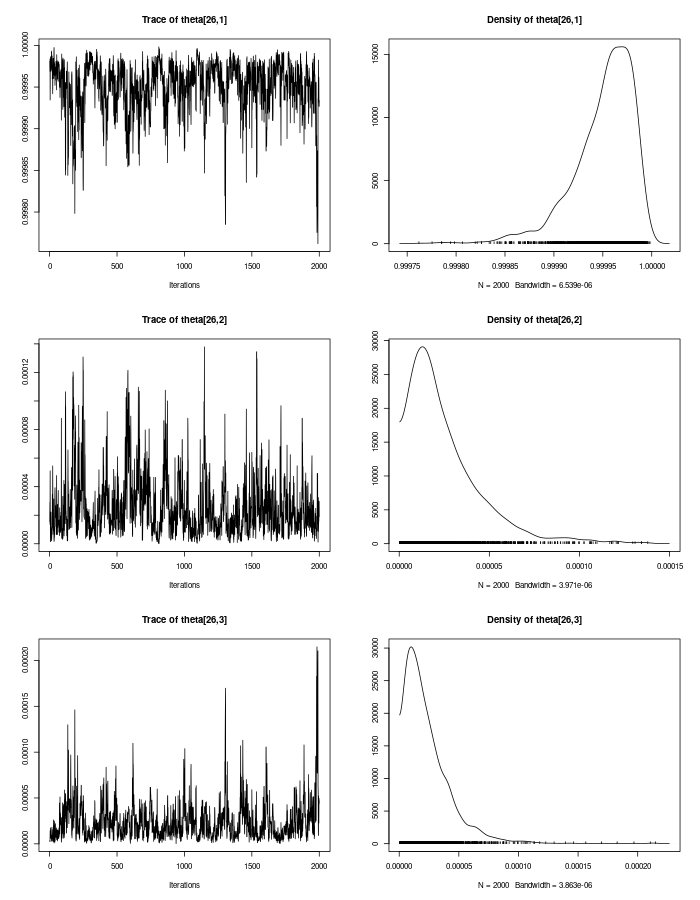 Trace of theta[26,1]
0.99980 0.99985 0.99990 0.99995 1.00000
0 500 1000 1500 2000
Iterations
Density of theta[26,1]
0 5000 10000 15000
0.99975 0.99980 0.99985 0.99990 0.99995 1.00000
N = 2000 Bandwidth = 6.539e-06
Trace of theta[26,2]
0.00000 0.00004 0.00008 0.00012
0 500 1000 1500 2000
Iterations
Density of theta[26,2]
0 5000 10000 15000 20000 25000 30000
0.00000 0.00005 0.00010 0.00015
N = 2000 Bandwidth = 3.971e-06
Trace of theta[26,3]
0.00000 0.00005 0.00010 0.00015 0.00020
0 500 1000 1500 2000
Iterations
Density of theta[26,3]
0 5000 10000 15000 20000 25000 30000
0.00000 0.00005 0.00010 0.00015 0.00020
N = 2000 Bandwidth = 3.863e-06